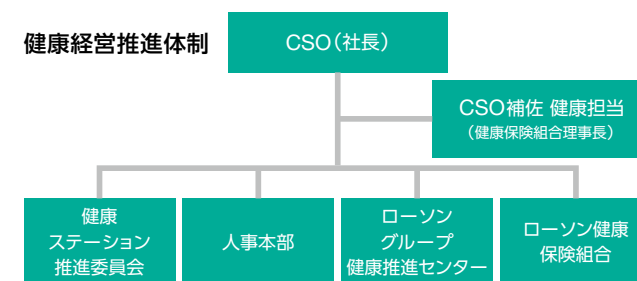 健康経営推進体制
CSO（社長）
CSO補佐 健康担当
（健康保険組合理事長）
健康
ステーション
推進委員会
人事本部
ローソン
グループ
健康推進センター
ローソン健康
保険組合